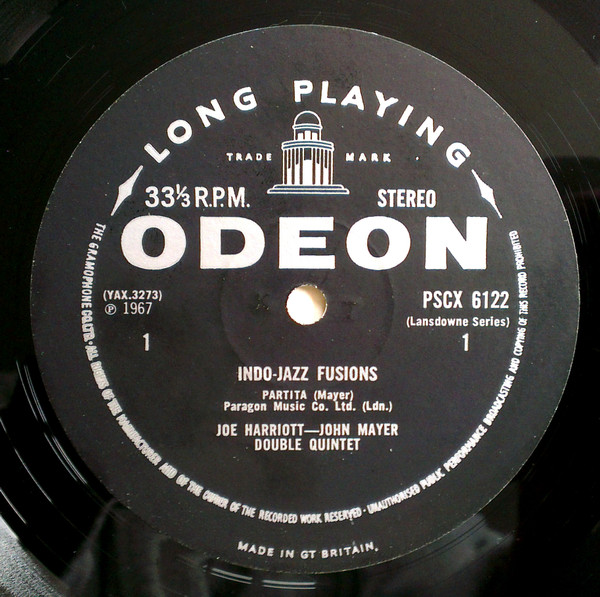 LONG PLAYING
TRADE MARK
33⅓ R.P.M. STEREO
ODEON
(YAX.3273) PSCX 6122
℗ 1967 (Lansdowne Series)
1 1
INDO-JAZZ FUSIONS
PARTITA (Mayer)
Paragon Music Co. Ltd. (Ldn.)
JOE HARRIOTT—JOHN MAYER
DOUBLE QUINTET
THE GRAMOPHONE CO. LTD. · ALL RIGHTS OF THE MANUFACTURER AND OF THE OWNER OF THE RECORDED WORK RESERVED · UNAUTHORISED PUBLIC PERFORMANCE BROADCASTING AND COPYING OF THIS RECORD PROHIBITED
MADE IN GT BRITAIN.